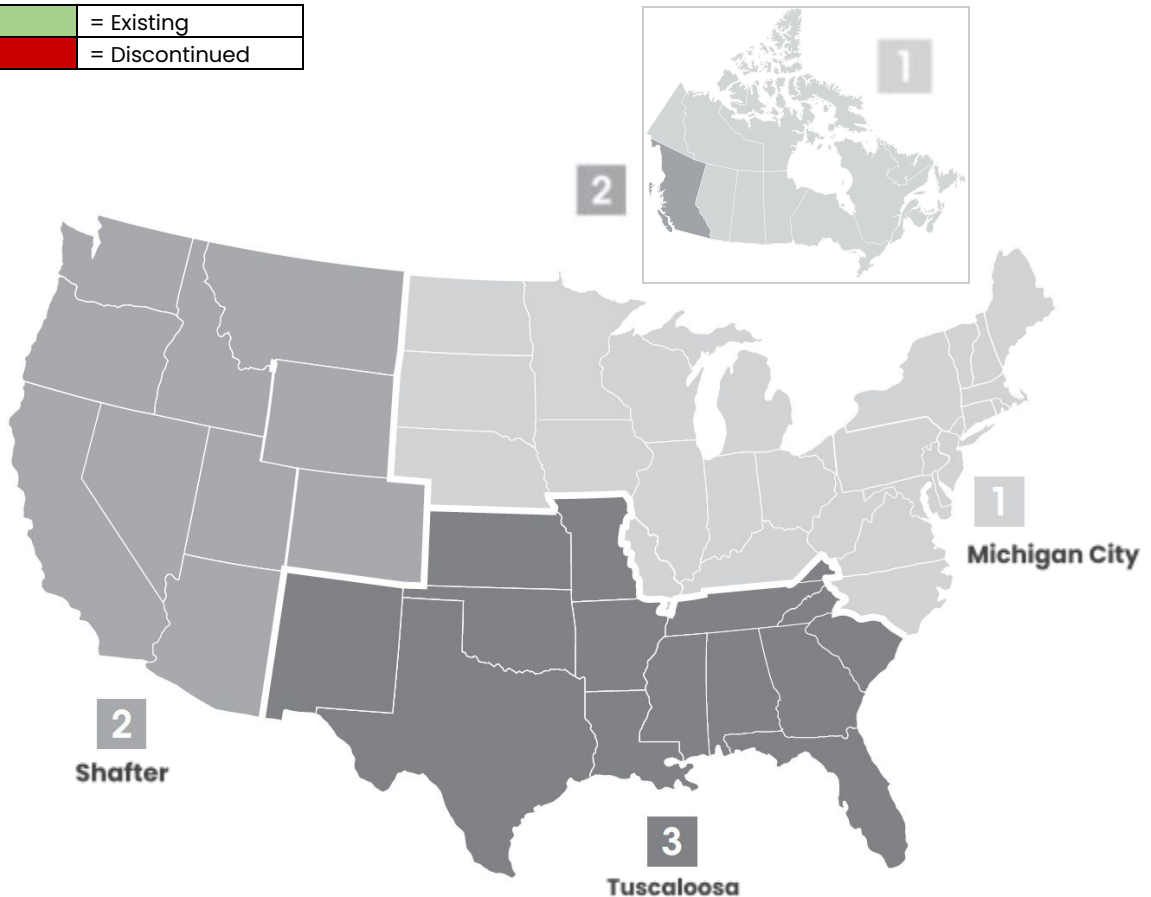 = Existing
= Discontinued
1
2
1
Michigan City
2
Shafter
3
Tuscaloosa